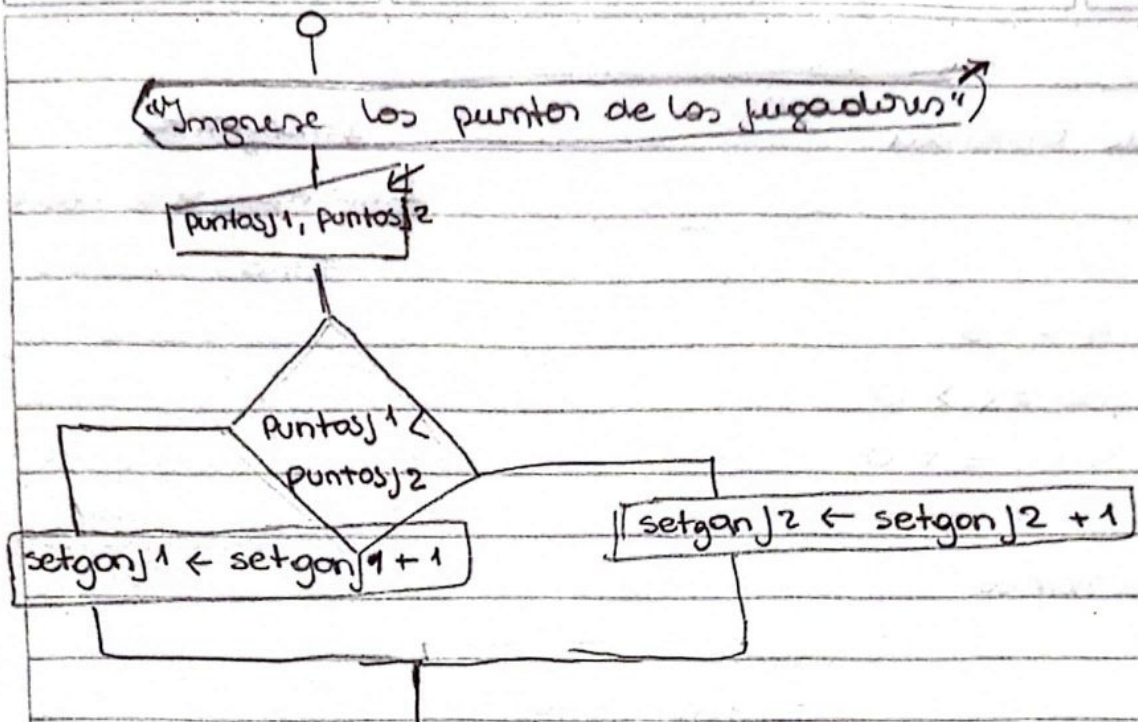 "Ingrese los puntos de los jugadores"
puntosj1, puntosj2
puntosj1 <
puntosj2
setganj1 ← setganj1 + 1
setganj2 ← setganj2 + 1